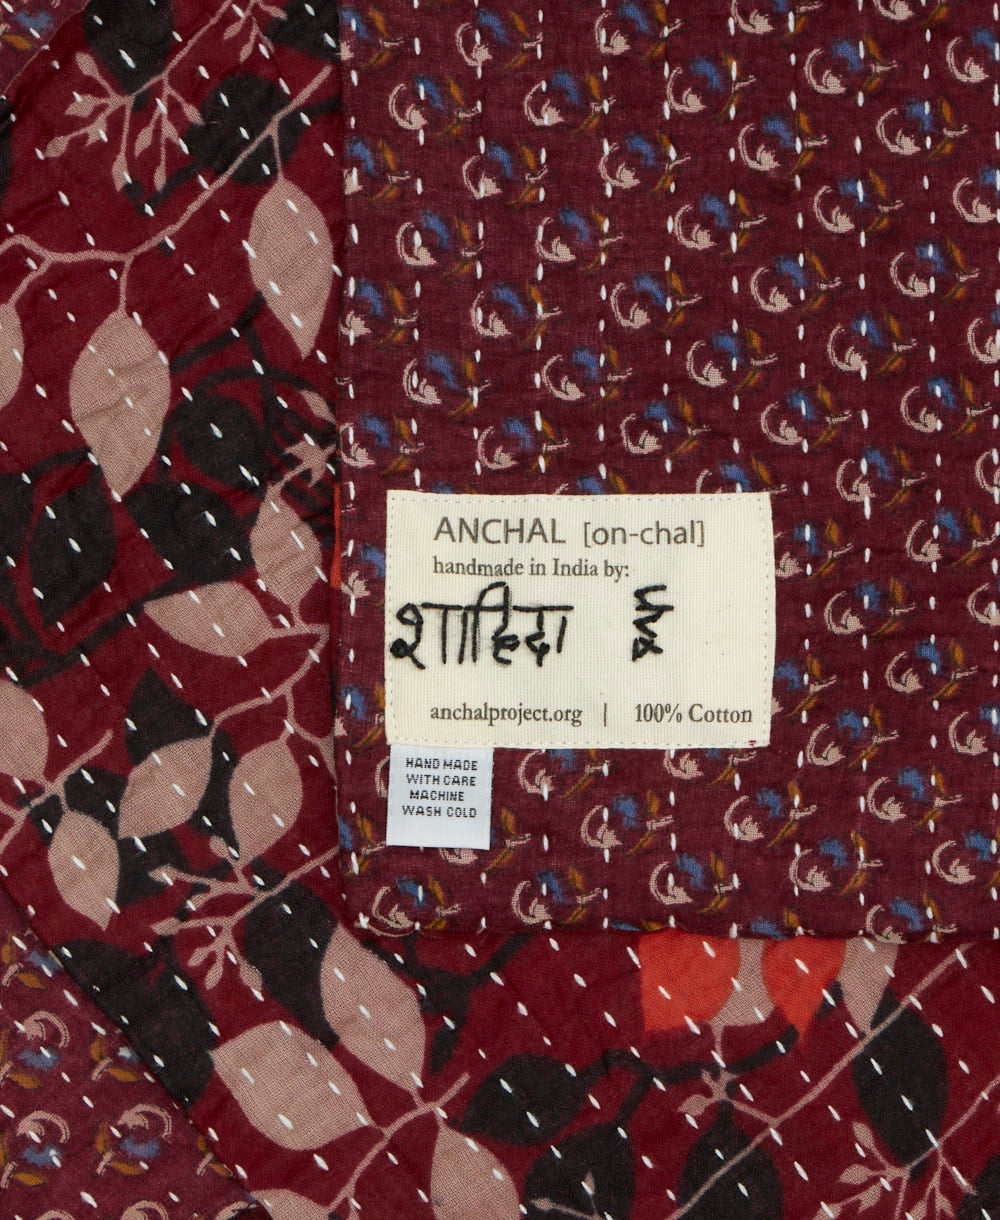 ANCHAL [on-chal]
handmade in India by:
शाहिदा
anchalproject.org | 100% Cotton
HAND MADE
WITH CARE
MACHINE
WASH COLD